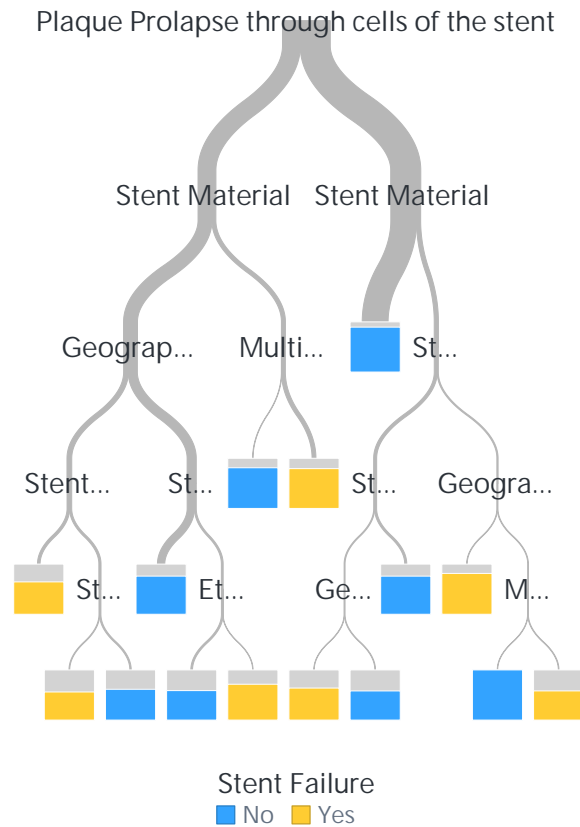 Plaque Prolapse through cells of the stent
Stent Material Stent Material
Geograp... Multi... St...
Stent... St... St... Geogra...
St... Et... Ge... M...
Stent Failure
No Yes